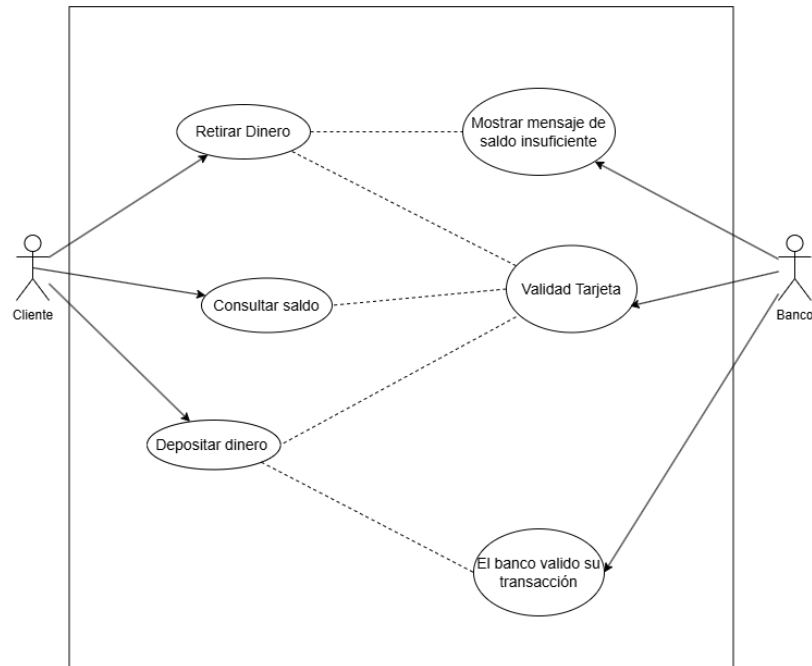 Retirar Dinero
Mostrar mensaje de
saldo insuficiente
Cliente
Consultar saldo
Validad Tarjeta
Banco
Depositar dinero
El banco valido su
transacción